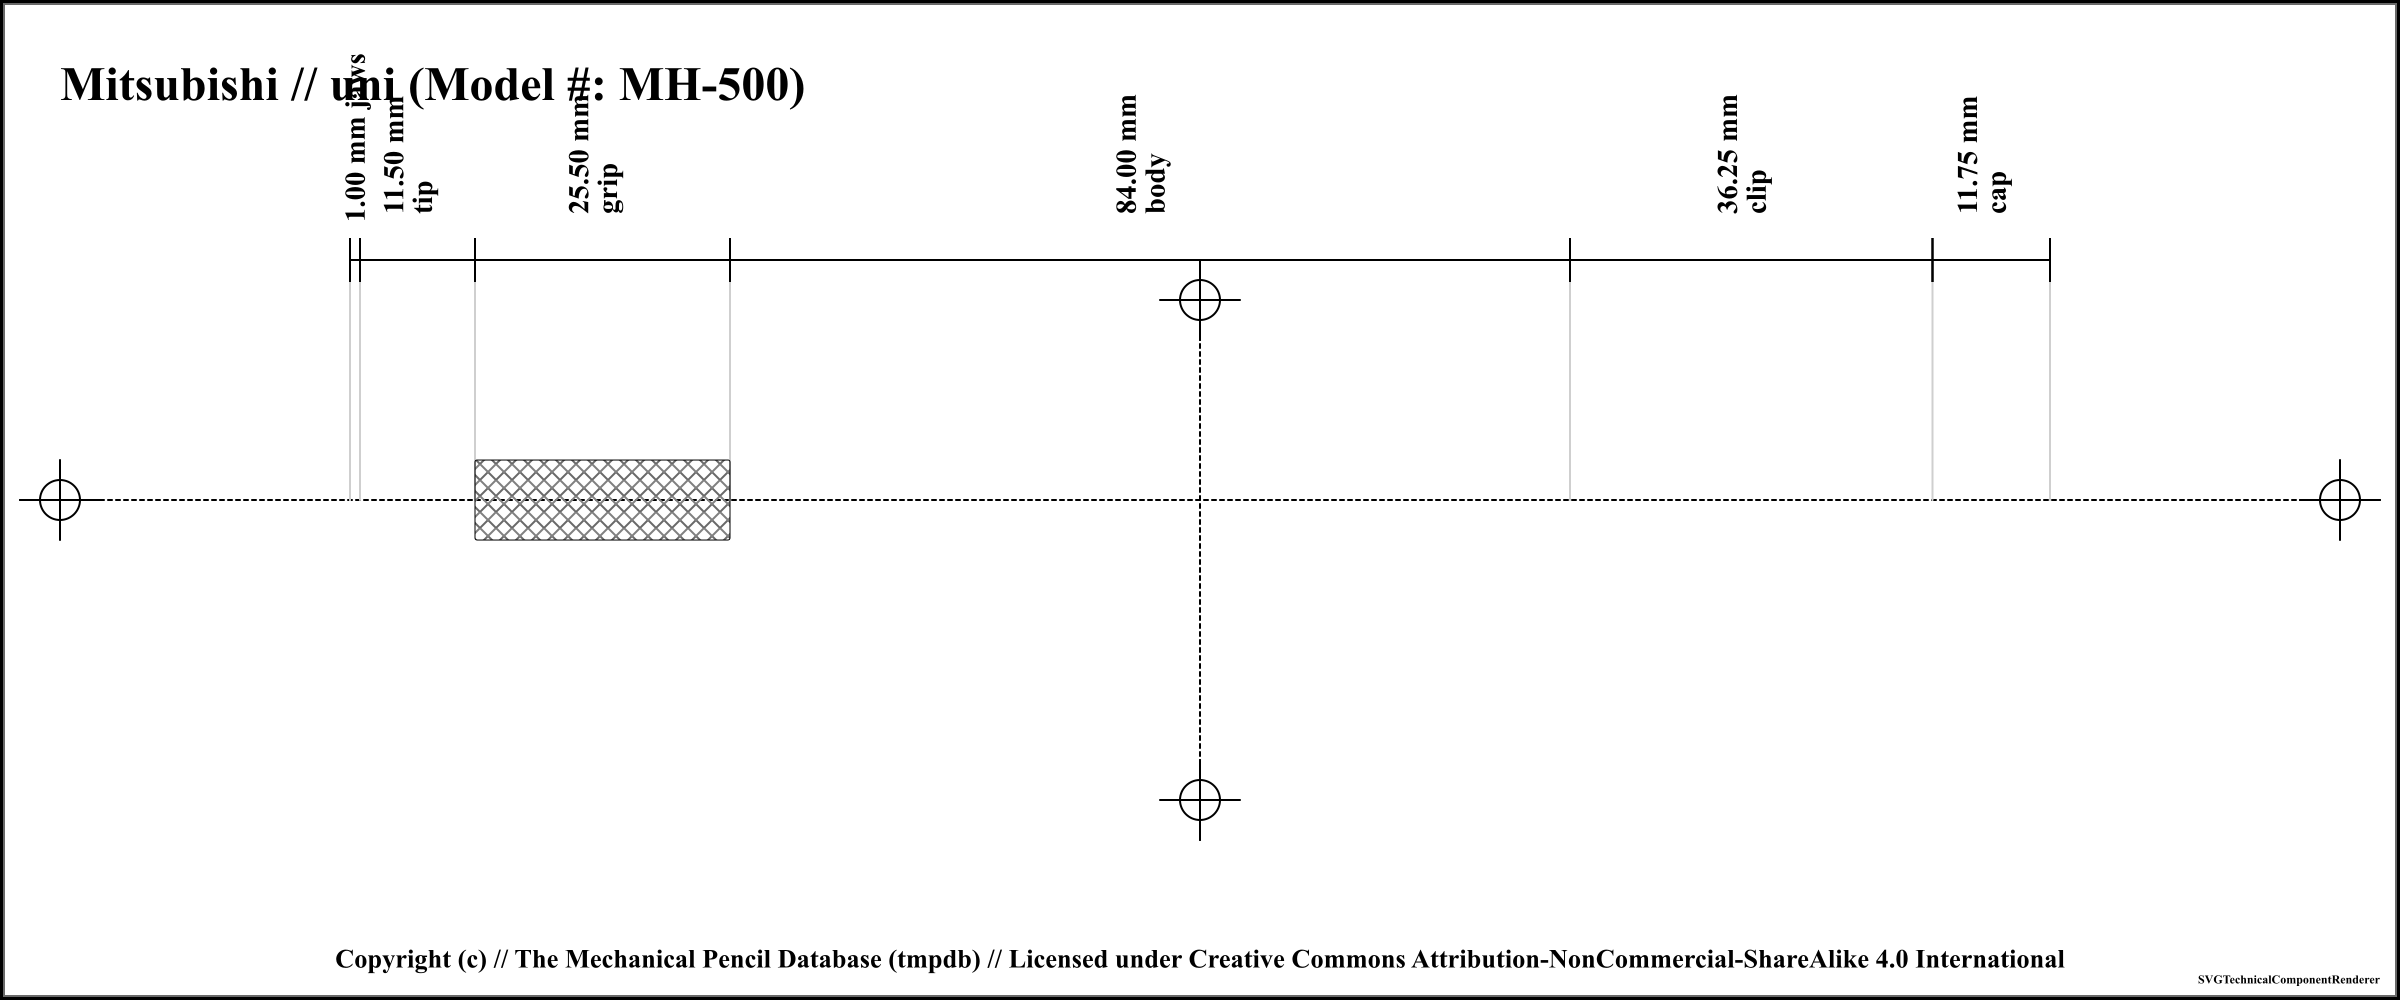 Mitsubishi // uni (Model #: MH-500)
1.00 mm jaws
11.50 mm
tip
25.50 mm
grip
84.00 mm
body
36.25 mm
clip
11.75 mm
cap
Copyright (c) // The Mechanical Pencil Database (tmpdb) // Licensed under Creative Commons Attribution-NonCommercial-ShareAlike 4.0 International
SVGTechnicalComponentRenderer